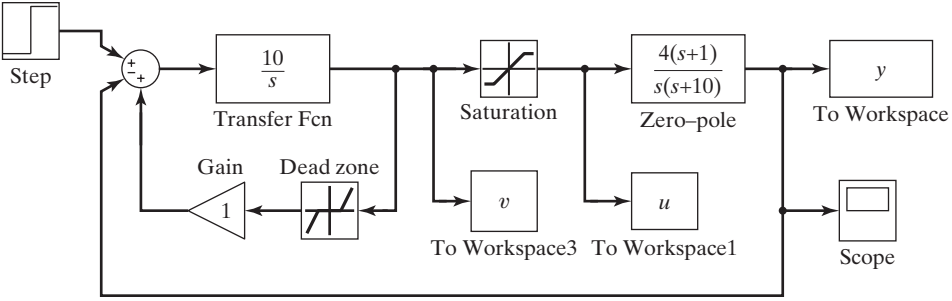 Step
+
−
+
10
s
Transfer Fcn
Saturation
4(s+1)
s(s+10)
Zero–pole
y
To Workspace
Gain
1
Dead zone
v
To Workspace3
u
To Workspace1
Scope